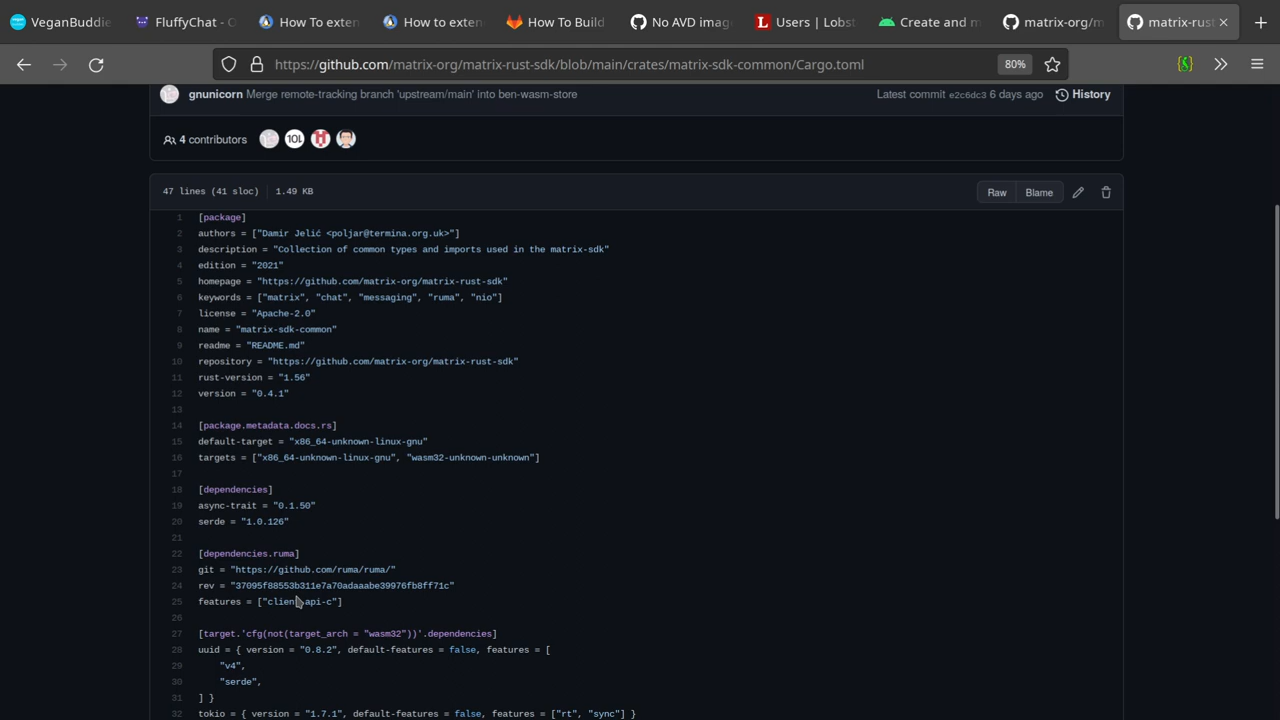 VeganBuddie
FluffyChat - O
How To exten
How to exten
How To Build
No AVD imag
Users | Lobst
Create and m
matrix-org/m
matrix-rust
https://github.com/matrix-org/matrix-rust-sdk/blob/main/crates/matrix-sdk-common/Cargo.toml
80%
gnunicorn Merge remote-tracking branch 'upstream/main' into ben-wasm-store
Latest commit e2c6dc3 6 days ago
History
4 contributors
47 lines (41 sloc) 1.49 KB
Raw Blame
1 [package]
2 authors = ["Damir Jelić <poljar@termina.org.uk>"]
3 description = "Collection of common types and imports used in the matrix-sdk"
4 edition = "2021"
5 homepage = "https://github.com/matrix-org/matrix-rust-sdk"
6 keywords = ["matrix", "chat", "messaging", "ruma", "nio"]
7 license = "Apache-2.0"
8 name = "matrix-sdk-common"
9 readme = "README.md"
10 repository = "https://github.com/matrix-org/matrix-rust-sdk"
11 rust-version = "1.56"
12 version = "0.4.1"
13
14 [package.metadata.docs.rs]
15 default-target = "x86_64-unknown-linux-gnu"
16 targets = ["x86_64-unknown-linux-gnu", "wasm32-unknown-unknown"]
17
18 [dependencies]
19 async-trait = "0.1.50"
20 serde = "1.0.126"
21
22 [dependencies.ruma]
23 git = "https://github.com/ruma/ruma/"
24 rev = "37095f88553b311e7a70adaaabe39976fb8ff71c"
25 features = ["client-api-c"]
26
27 [target.'cfg(not(target_arch = "wasm32"))'.dependencies]
28 uuid = { version = "0.8.2", default-features = false, features = [
29 "v4",
30 "serde",
31 ] }
32 tokio = { version = "1.7.1", default-features = false, features = ["rt", "sync"] }